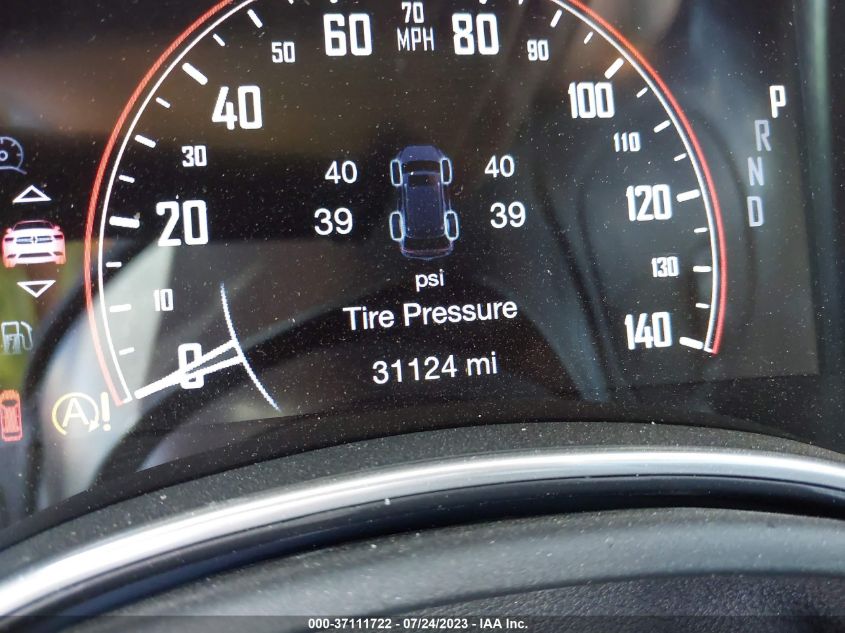 70
50 60 MPH 80 90
40 100 P
30 110 R
40 40 N
20 39 39 120 D
psi 130
10 Tire Pressure
0 31124 mi 140
A!
000-37111722 - 07/24/2023 - IAA Inc.